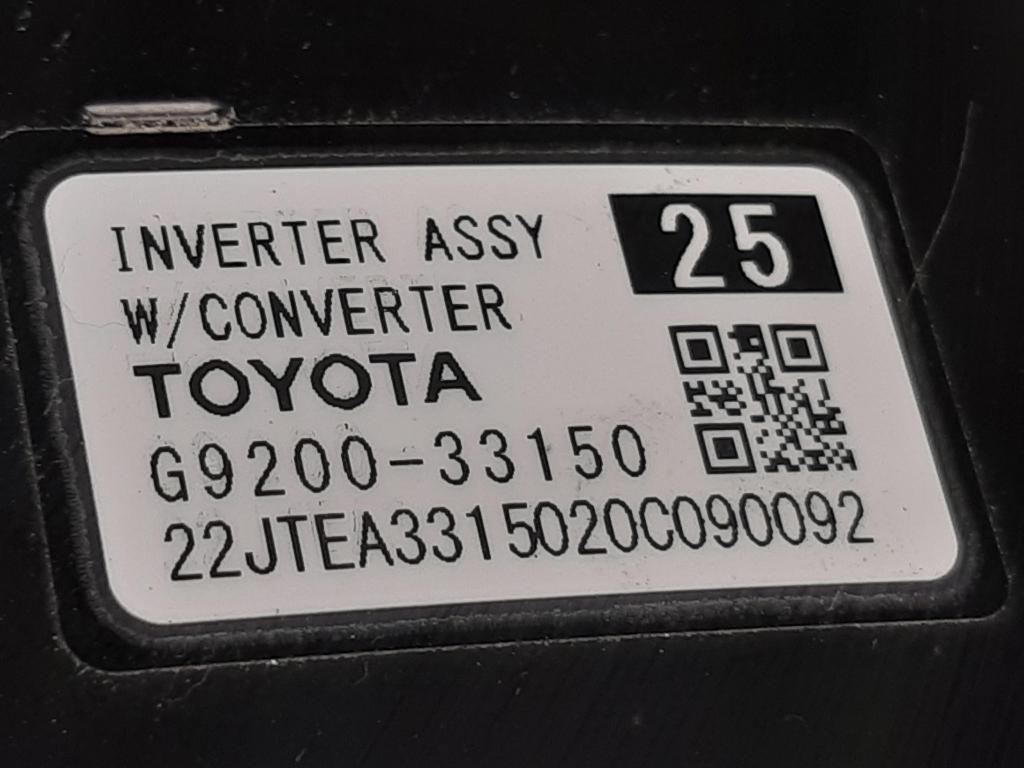 INVERTER ASSY
25
W/CONVERTER
TOYOTA
G9200-33150
22JTEA3315020C090092